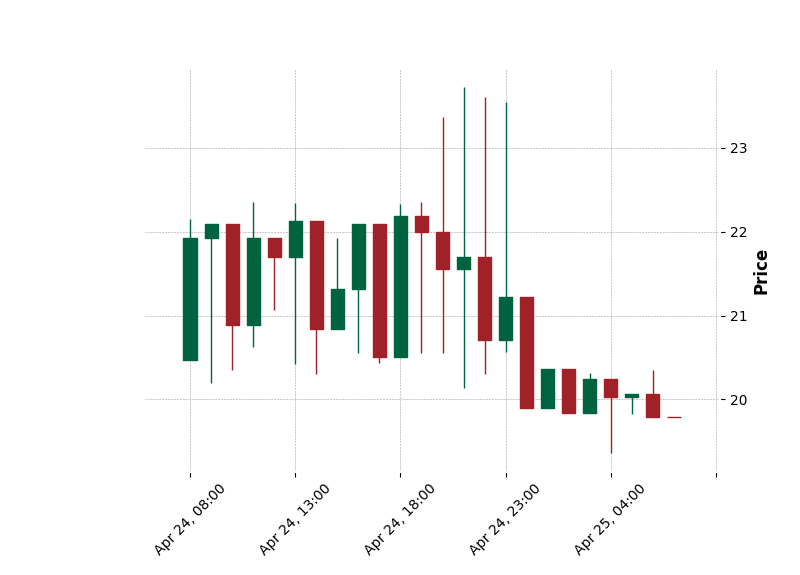 23
22
21
20
Price
Apr 24, 08:00
Apr 24, 13:00
Apr 24, 18:00
Apr 24, 23:00
Apr 25, 04:00